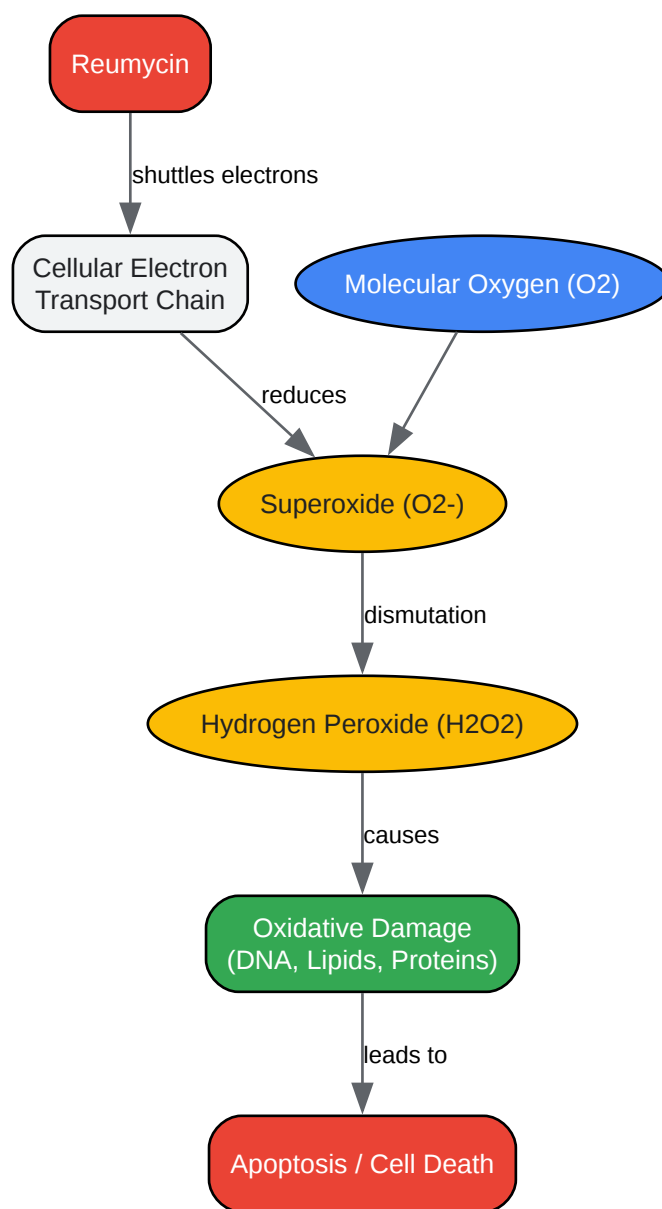 Reumycin
shuttles electrons
Cellular Electron
Transport Chain
Molecular Oxygen (O2)
reduces
Superoxide (O2-)
dismutation
Hydrogen Peroxide (H2O2)
causes
Oxidative Damage
(DNA, Lipids, Proteins)
leads to
Apoptosis / Cell Death